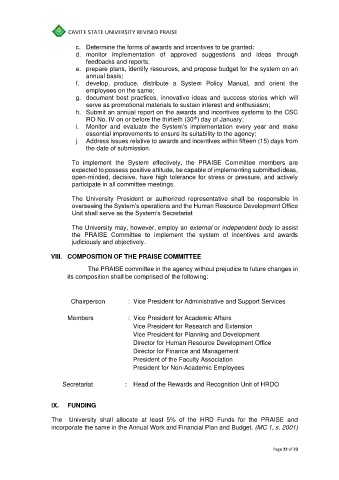 CAVITE STATE UNIVERSITY REVISED PRAISE
c. Determine the forms of awards and incentives to be granted;
d. monitor implementation of approved suggestions and ideas through
feedbacks and reports.
e. prepare plans, identify resources, and propose budget for the system on an
annual basis;
f. develop, produce, distribute a System Policy Manual, and orient the
employees on the same;
g. document best practices, innovative ideas and success stories which will
serve as promotional materials to sustain interest and enthusiasm;
h. Submit an annual report on the awards and incentives systems to the CSC
RO No. IV on or before the thirtieth (30th) day of January;
i. Monitor and evaluate the System's implementation every year and make
essential improvements to ensure its suitability to the agency;
j. Address issues relative to awards and incentives within fifteen (15) days from
the date of submission.
To implement the System effectively, the PRAISE Committee members are
expected to possess positive attitude, be capable of implementing submitted ideas,
open-minded, decisive, have high tolerance for stress or pressure, and actively
participate in all committee meetings.
The University President or authorized representative shall be responsible in
overseeing the System's operations and the Human Resource Development Office
Unit shall serve as the System's Secretariat
The University may, however, employ an external or independent body to assist
the PRAISE Committee to implement the system of incentives and awards
judiciously and objectively.
VIII. COMPOSITION OF THE PRAISE COMMITTEE
The PRAISE committee in the agency without prejudice to future changes in
its composition shall be comprised of the following:
Chairperson : Vice President for Administrative and Support Services
Members : Vice President for Academic Affairs
Vice President for Research and Extension
Vice President for Planning and Development
Director for Human Resource Development Office
Director for Finance and Management
President of the Faculty Association
President for Non-Academic Employees
Secretariat : Head of the Rewards and Recognition Unit of HRDO
IX. FUNDING
The University shall allocate at least 5% of the HRD Funds for the PRAISE and
incorporate the same in the Annual Work and Financial Plan and Budget. (MC 1, s. 2001)
Page 22 of 23